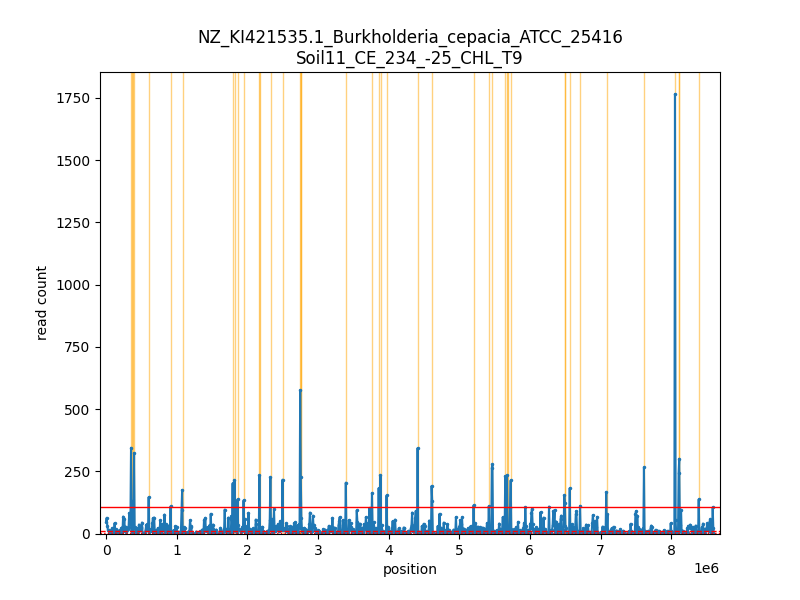 NZ_KI421535.1_Burkholderia_cepacia_ATCC_25416
Soil11_CE_234_-25_CHL_T9
1750
1500
1250
1000
750
500
250
0
read count
0 1 2 3 4 5 6 7 8
1e6
position